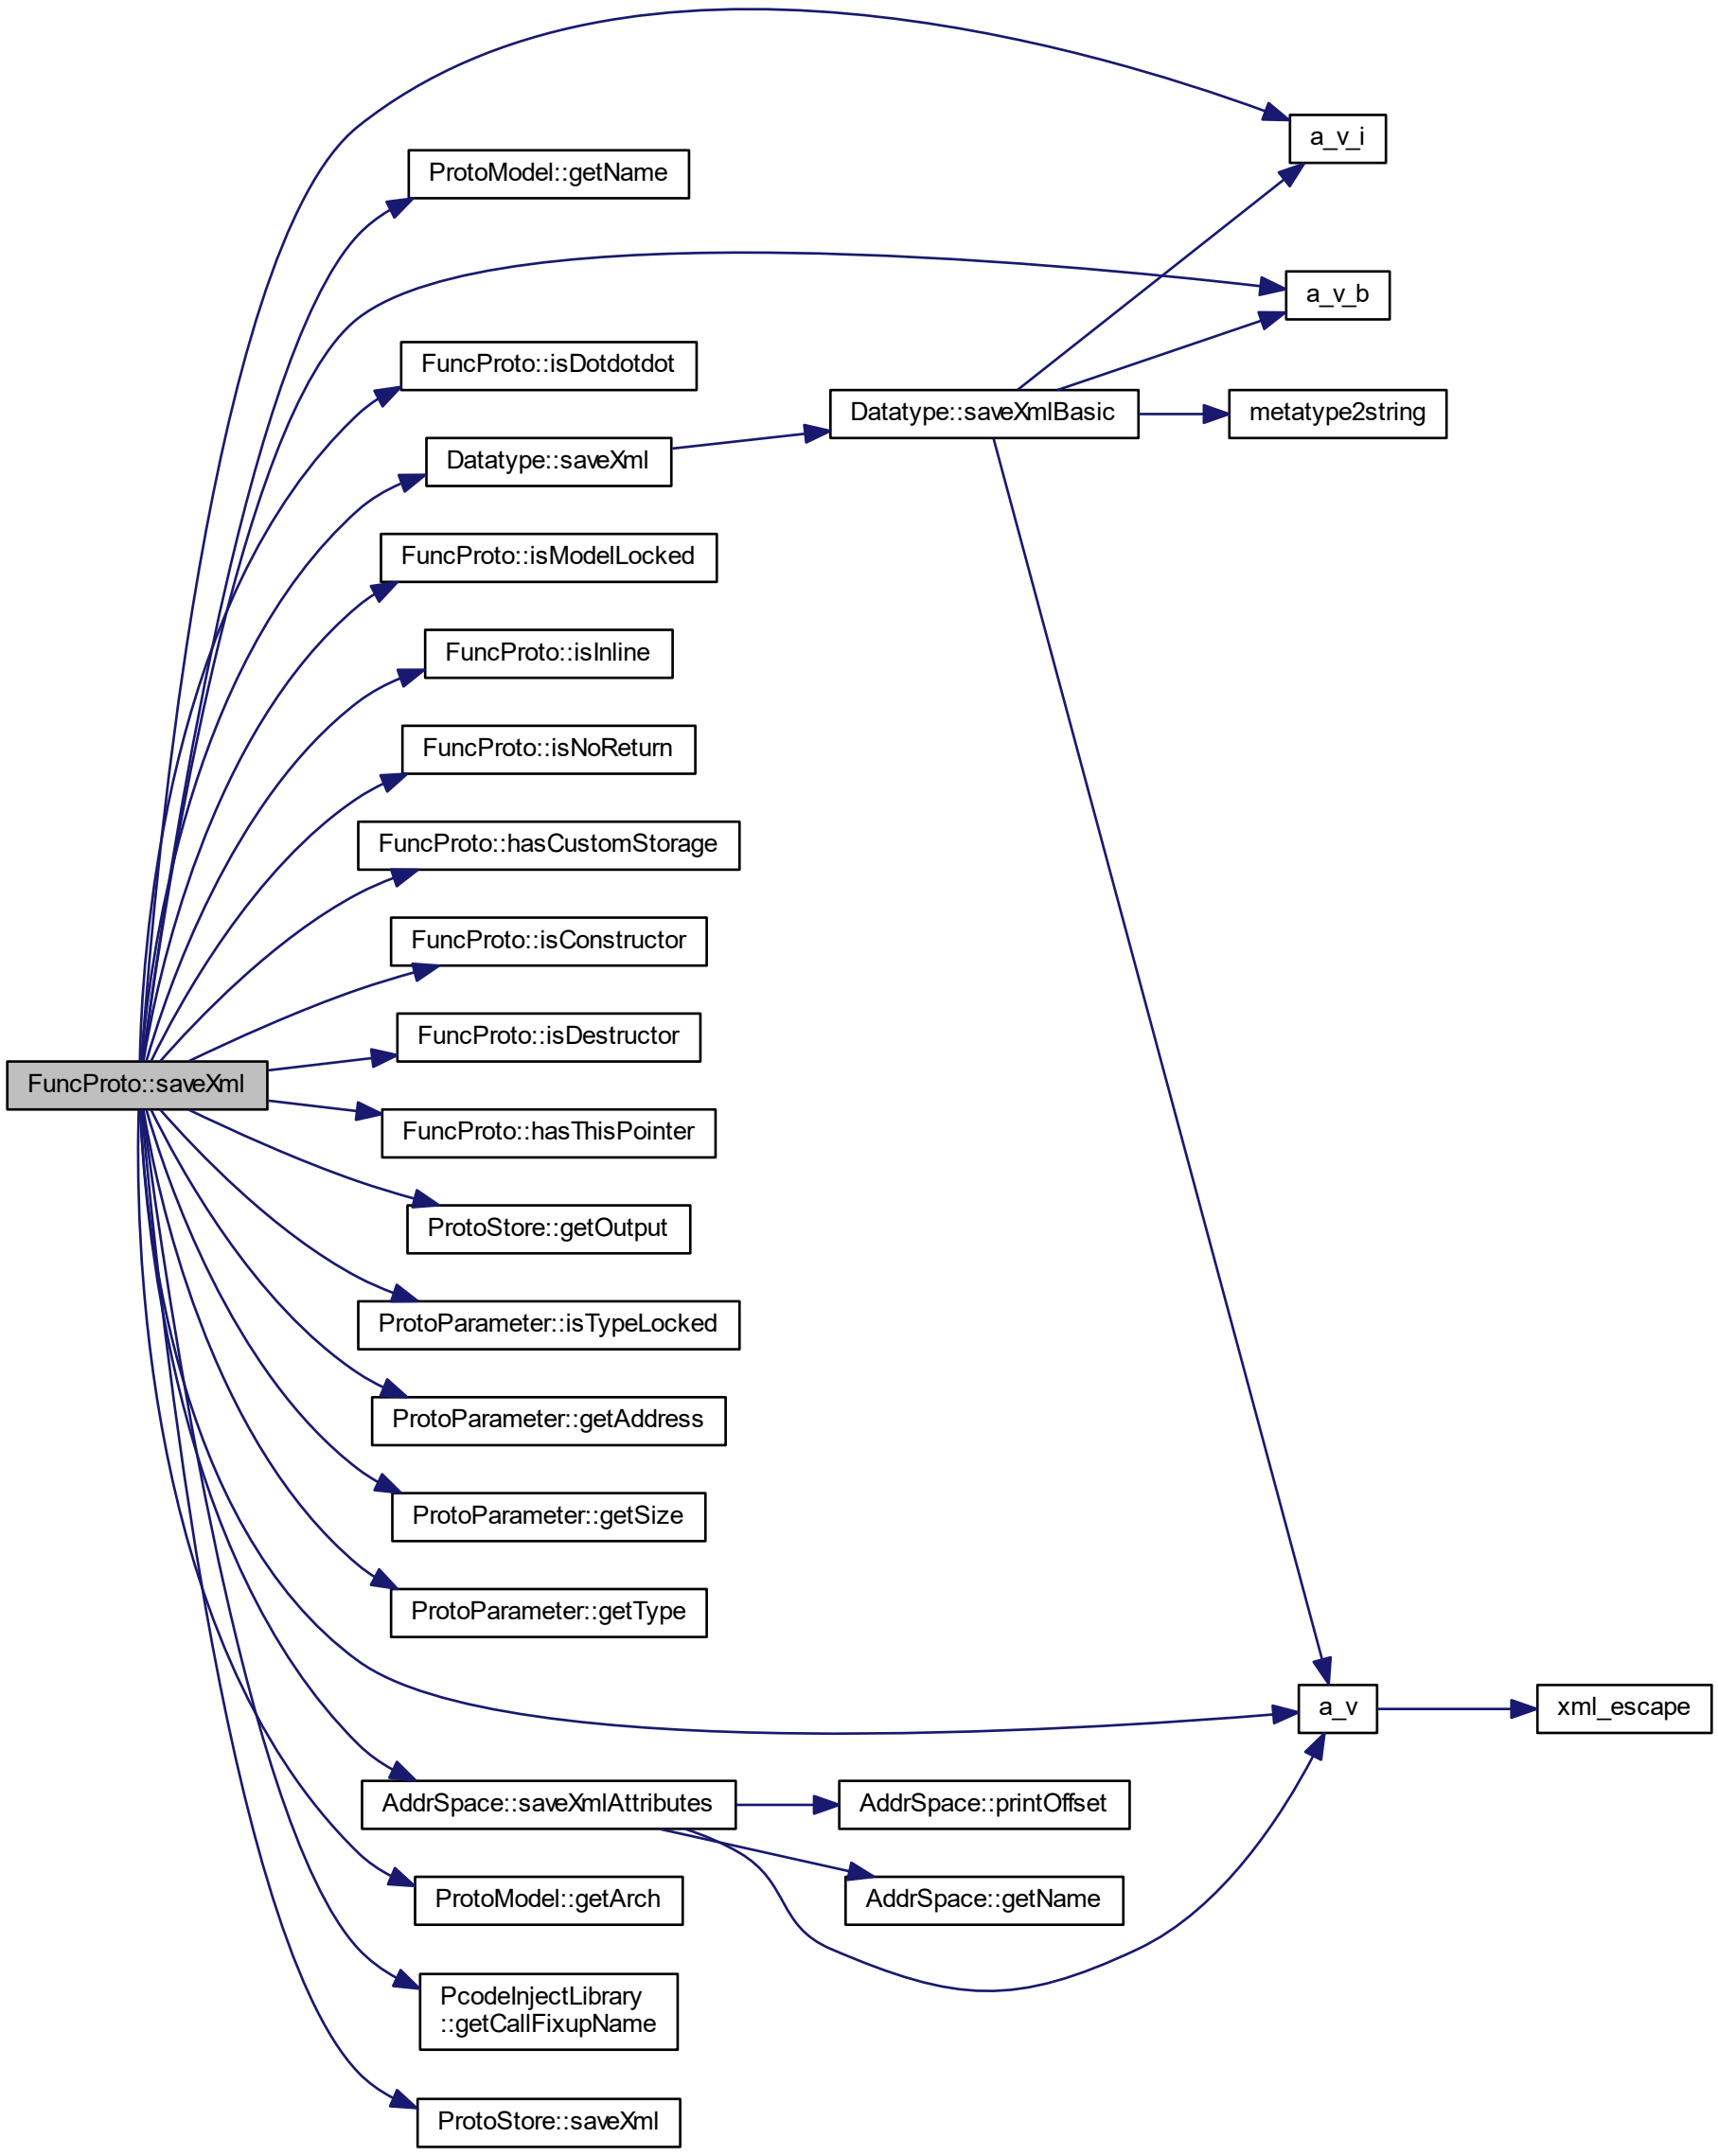 a_v_i
ProtoModel::getName
a_v_b
FuncProto::isDotdotdot
Datatype::saveXmlBasic
metatype2string
Datatype::saveXml
FuncProto::isModelLocked
FuncProto::isInline
FuncProto::isNoReturn
FuncProto::hasCustomStorage
FuncProto::isConstructor
FuncProto::isDestructor
FuncProto::saveXml
FuncProto::hasThisPointer
ProtoStore::getOutput
ProtoParameter::isTypeLocked
ProtoParameter::getAddress
ProtoParameter::getSize
ProtoParameter::getType
a_v
xml_escape
AddrSpace::saveXmlAttributes
AddrSpace::printOffset
ProtoModel::getArch
AddrSpace::getName
PcodeInjectLibrary
::getCallFixupName
ProtoStore::saveXml